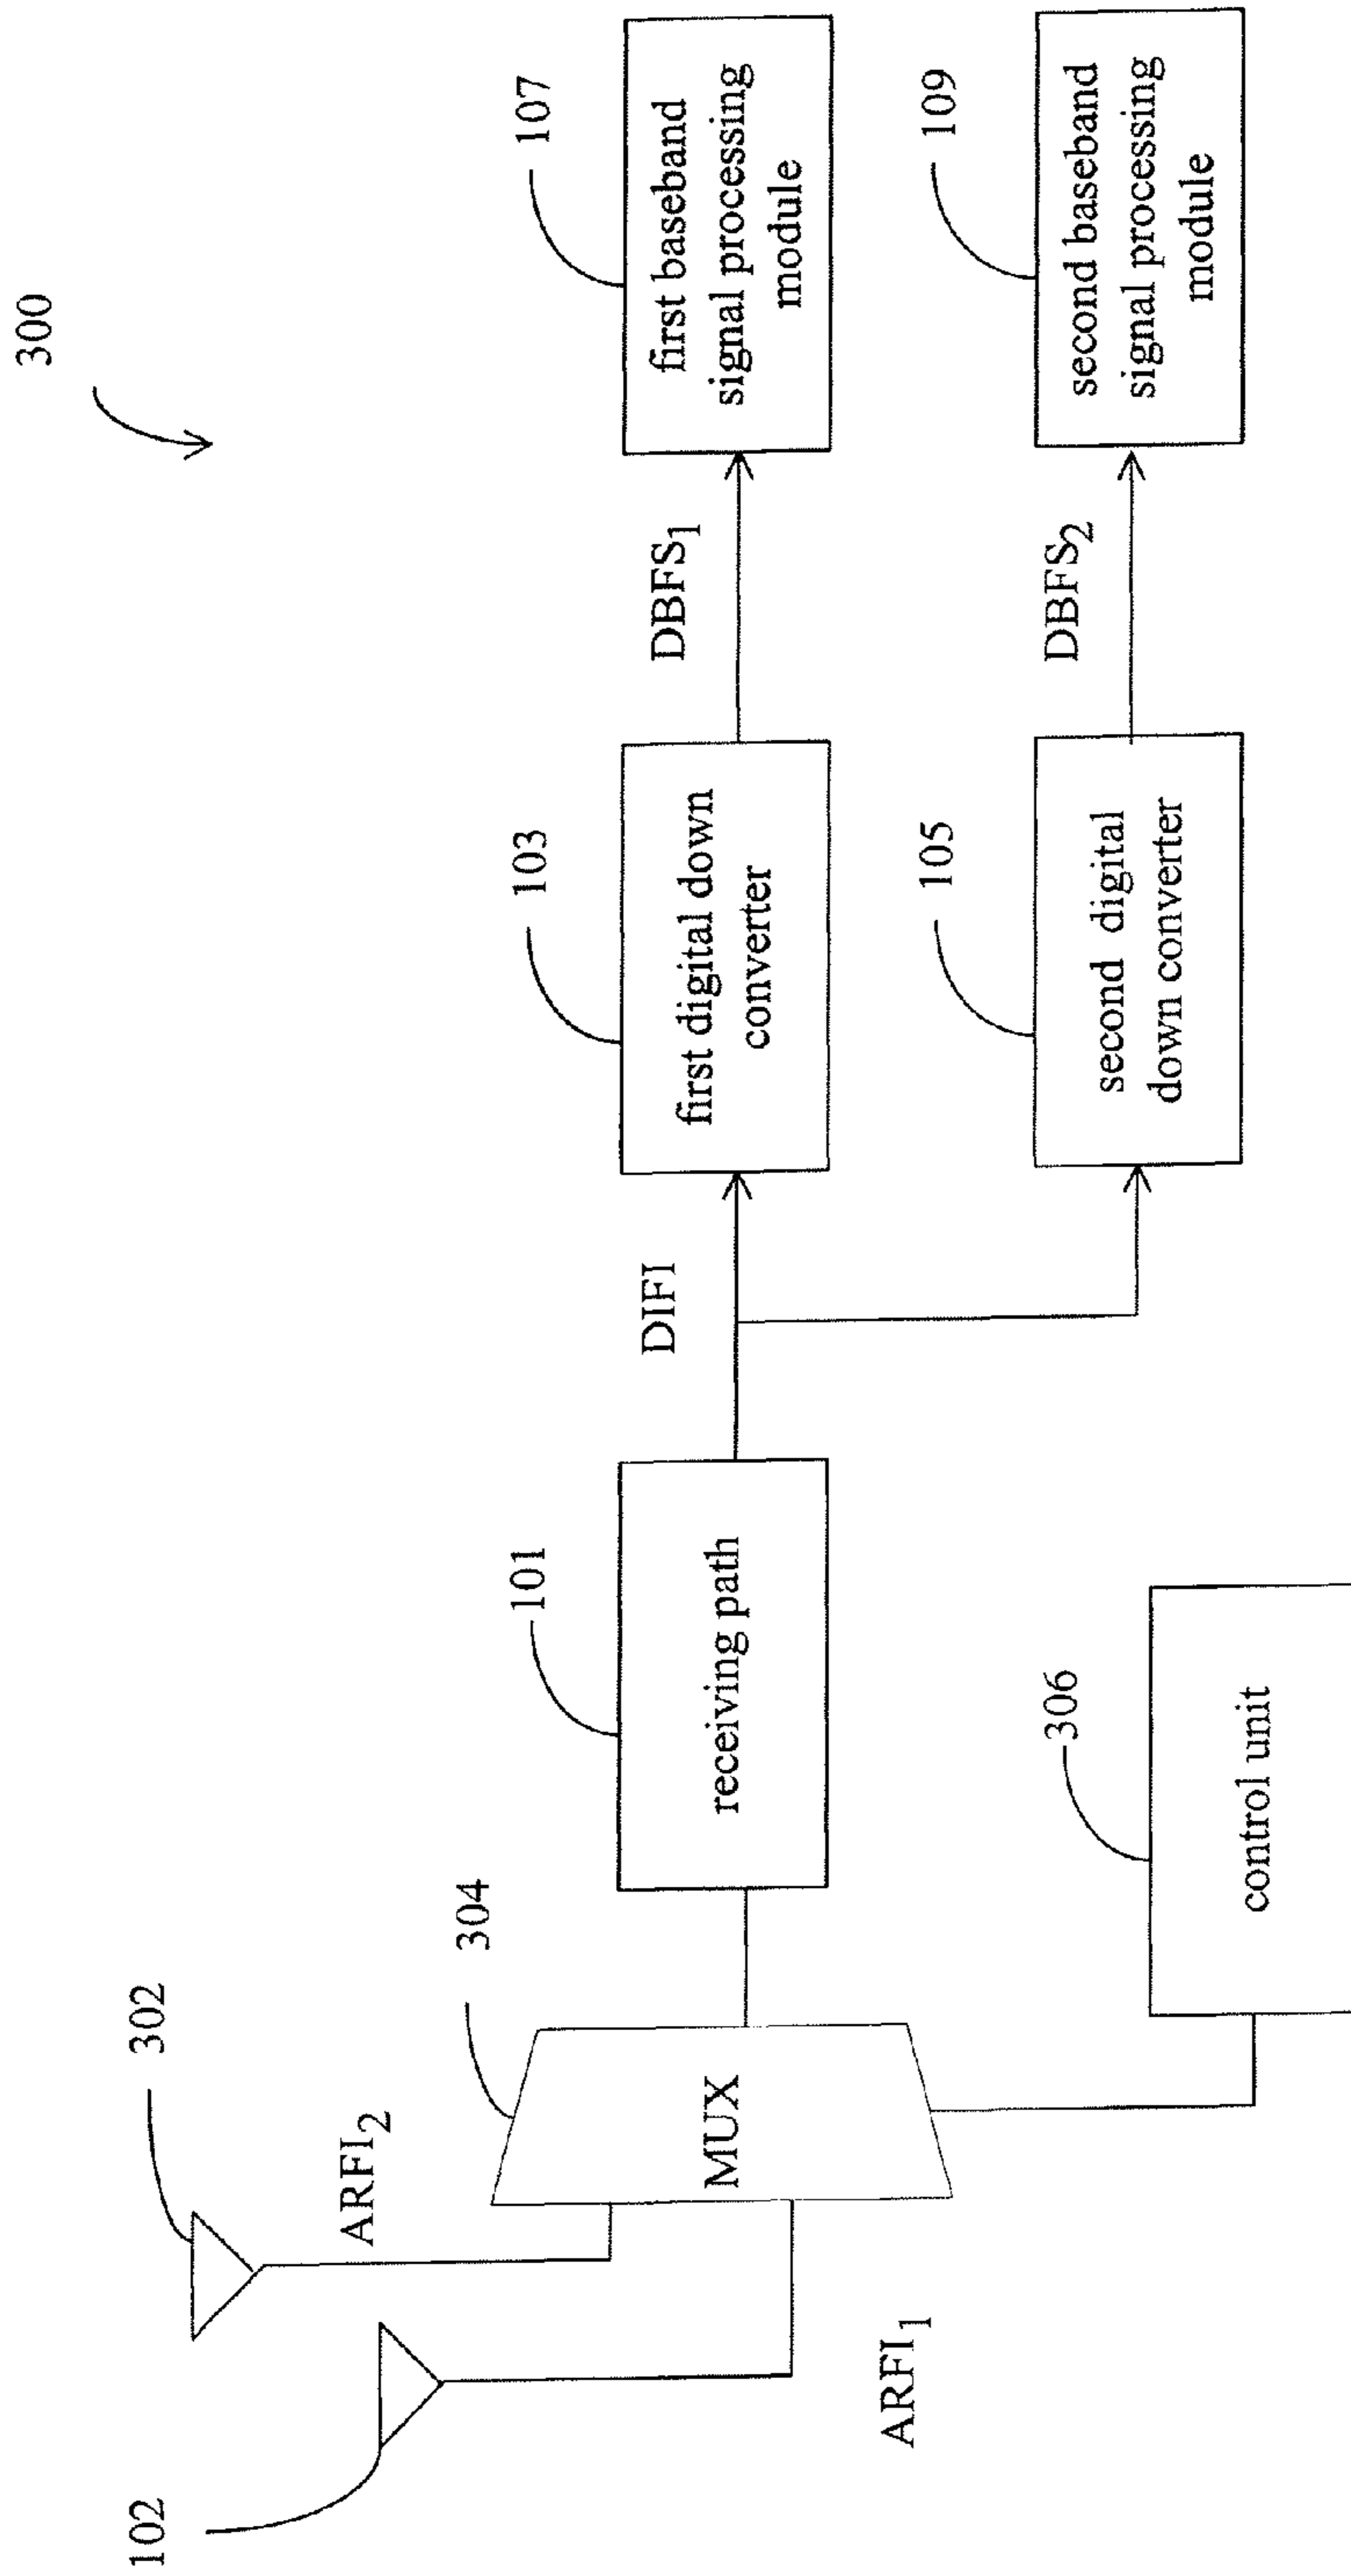 300
302
ARFI2
102
ARFI1
304
MUX
101
receiving path
306
control unit
DIFI
103
first digital down
converter
105
second digital
down converter
DBFS1
DBFS2
107
first baseband
signal processing
module
109
second baseband
signal processing
module